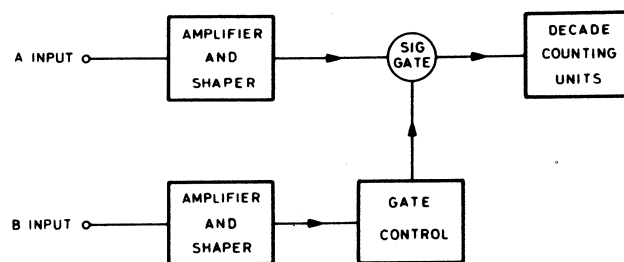 A INPUT
AMPLIFIER
AND
SHAPER
SIG
GATE
DECADE
COUNTING
UNITS
B INPUT
AMPLIFIER
AND
SHAPER
GATE
CONTROL